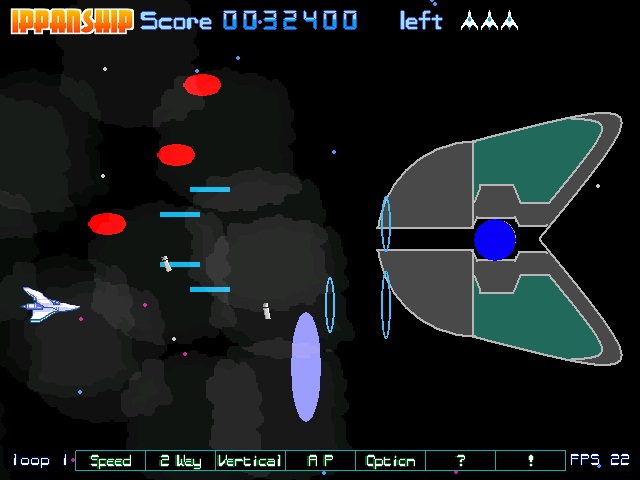 IPPANSHIP Score 0032400 left
loop 1 Speed 2 Way Vertical A P Option ? ! FPS 22